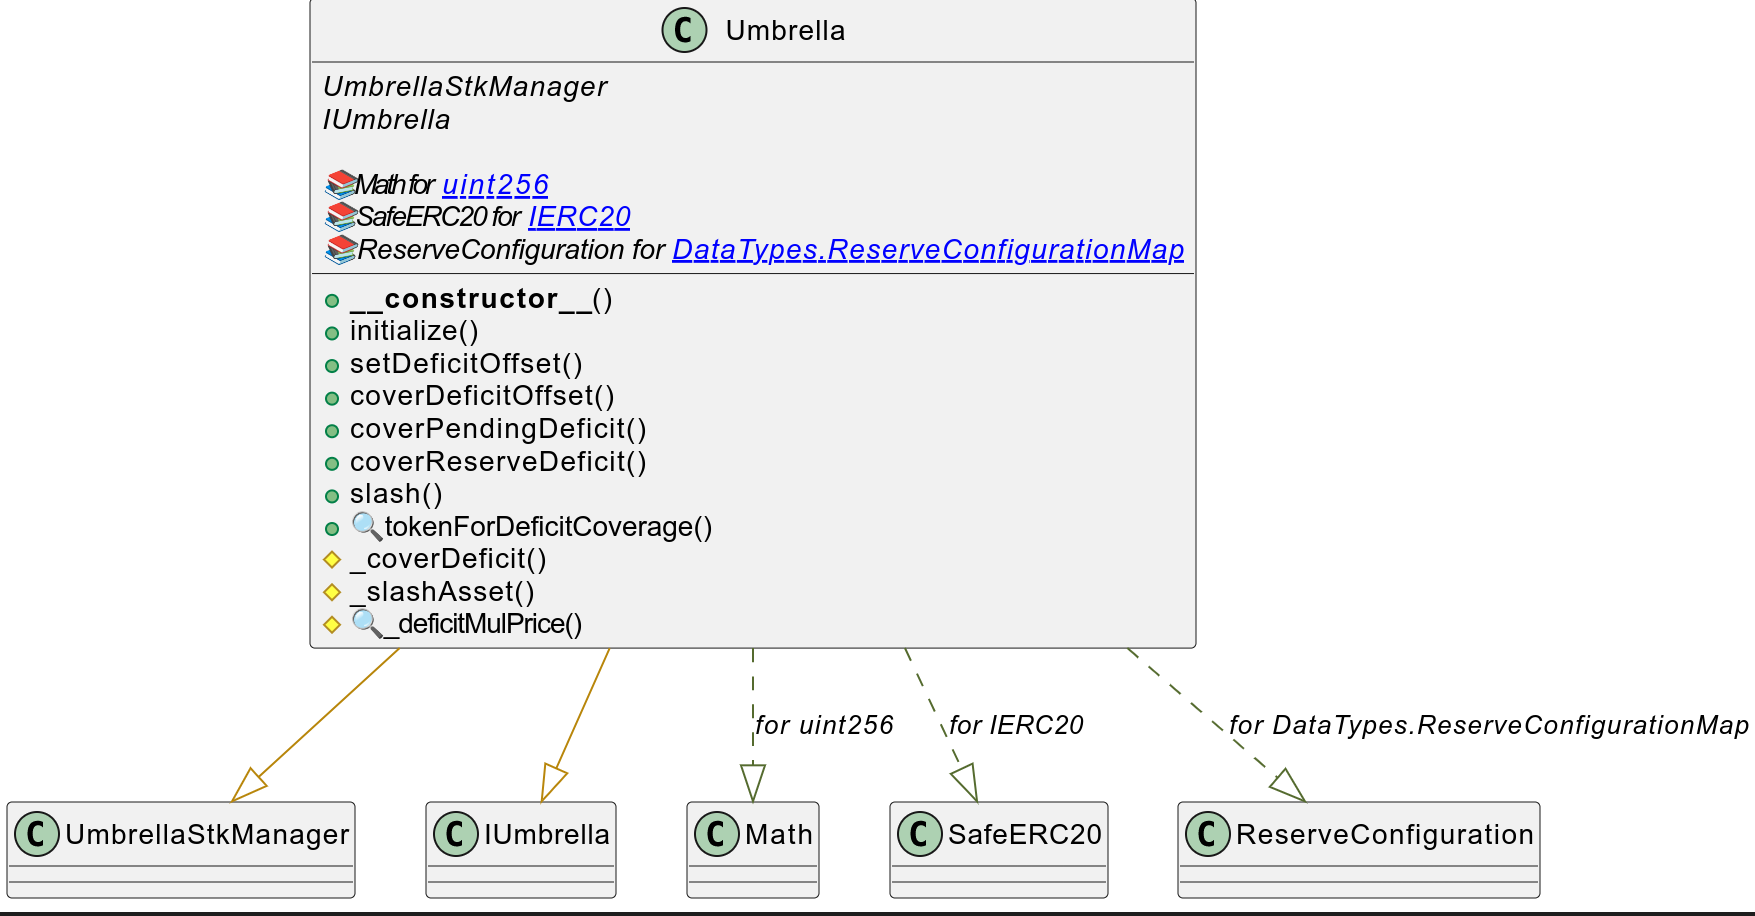 C Umbrella
UmbrellaStkManager
IUmbrella
📚Math for uint256
📚SafeERC20 for IERC20
📚ReserveConfiguration for DataTypes.ReserveConfigurationMap
__constructor__()
initialize()
setDeficitOffset()
coverDeficitOffset()
coverPendingDeficit()
coverReserveDeficit()
slash()
🔍tokenForDeficitCoverage()
_coverDeficit()
_slashAsset()
🔍_deficitMulPrice()
for uint256
for IERC20
for DataTypes.ReserveConfigurationMap
C UmbrellaStkManager
C IUmbrella
C Math
C SafeERC20
C ReserveConfiguration